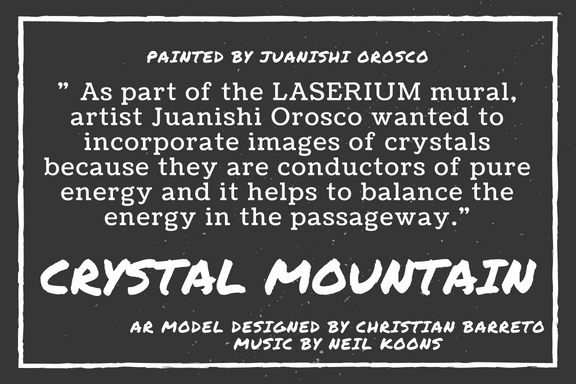 PAINTED BY JUANISHI OROSCO
” As part of the LASERIUM mural,
artist Juanishi Orosco wanted to
incorporate images of crystals
because they are conductors of pure
energy and it helps to balance the
energy in the passageway.”
CRYSTAL MOUNTAIN
AR MODEL DESIGNED BY CHRISTIAN BARRETO
MUSIC BY NEIL KOONS